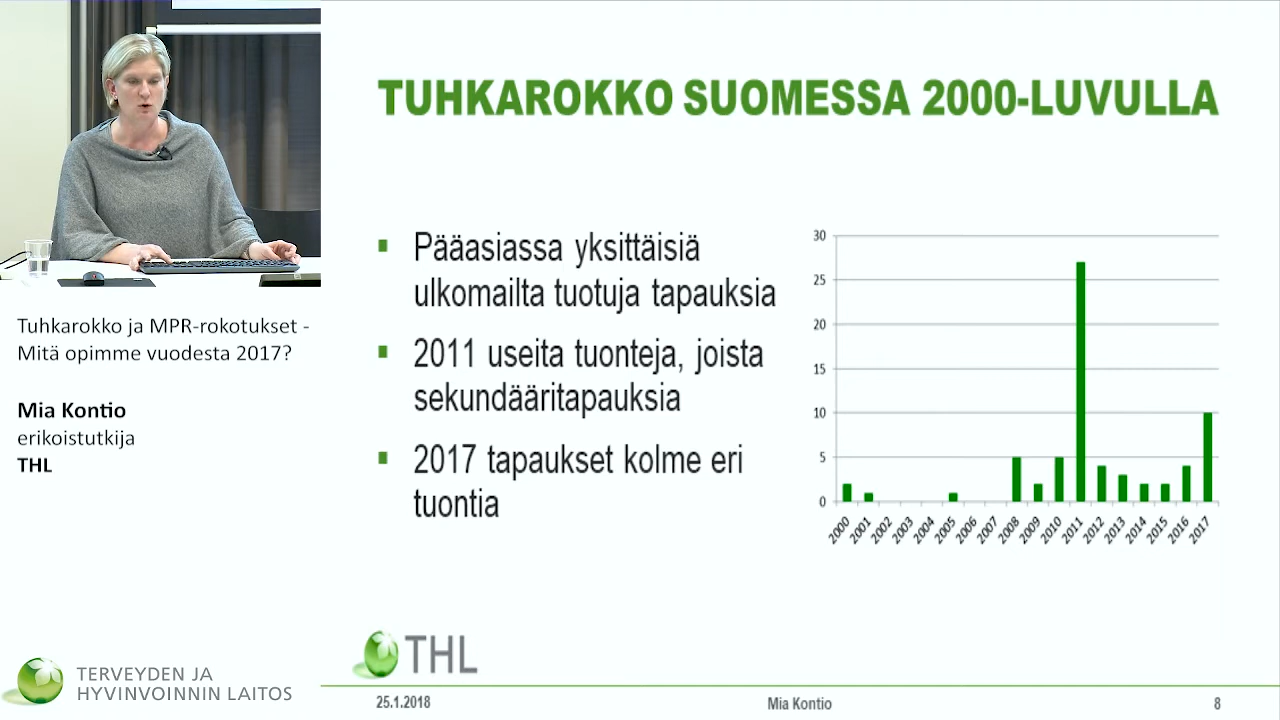 TUHKAROKKO SUOMESSA 2000-LUVULLA
▪ Pääasiassa yksittäisiä
ulkomailta tuotuja tapauksia
▪ 2011 useita tuonteja, joista
sekundääritapauksia
▪ 2017 tapaukset kolme eri
tuontia
30
25
20
15
10
5
0
2000 2001 2002 2003 2004 2005 2006 2007 2008 2009 2010 2011 2012 2013 2014 2015 2016 2017
Tuhkarokko ja MPR-rokotukset -
Mitä opimme vuodesta 2017?
Mia Kontio
erikoistutkija
THL
TERVEYDEN JA
HYVINVOINNIN LAITOS
THL
25.1.2018 Mia Kontio 8